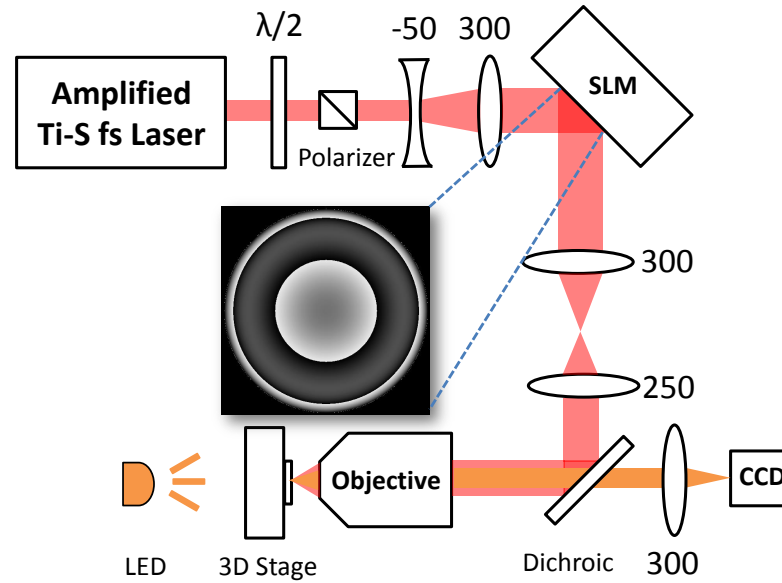 λ/2
-50
300
SLM
Amplified
Ti-S fs Laser
Polarizer
300
250
Objective
CCD
LED
3D Stage
Dichroic
300